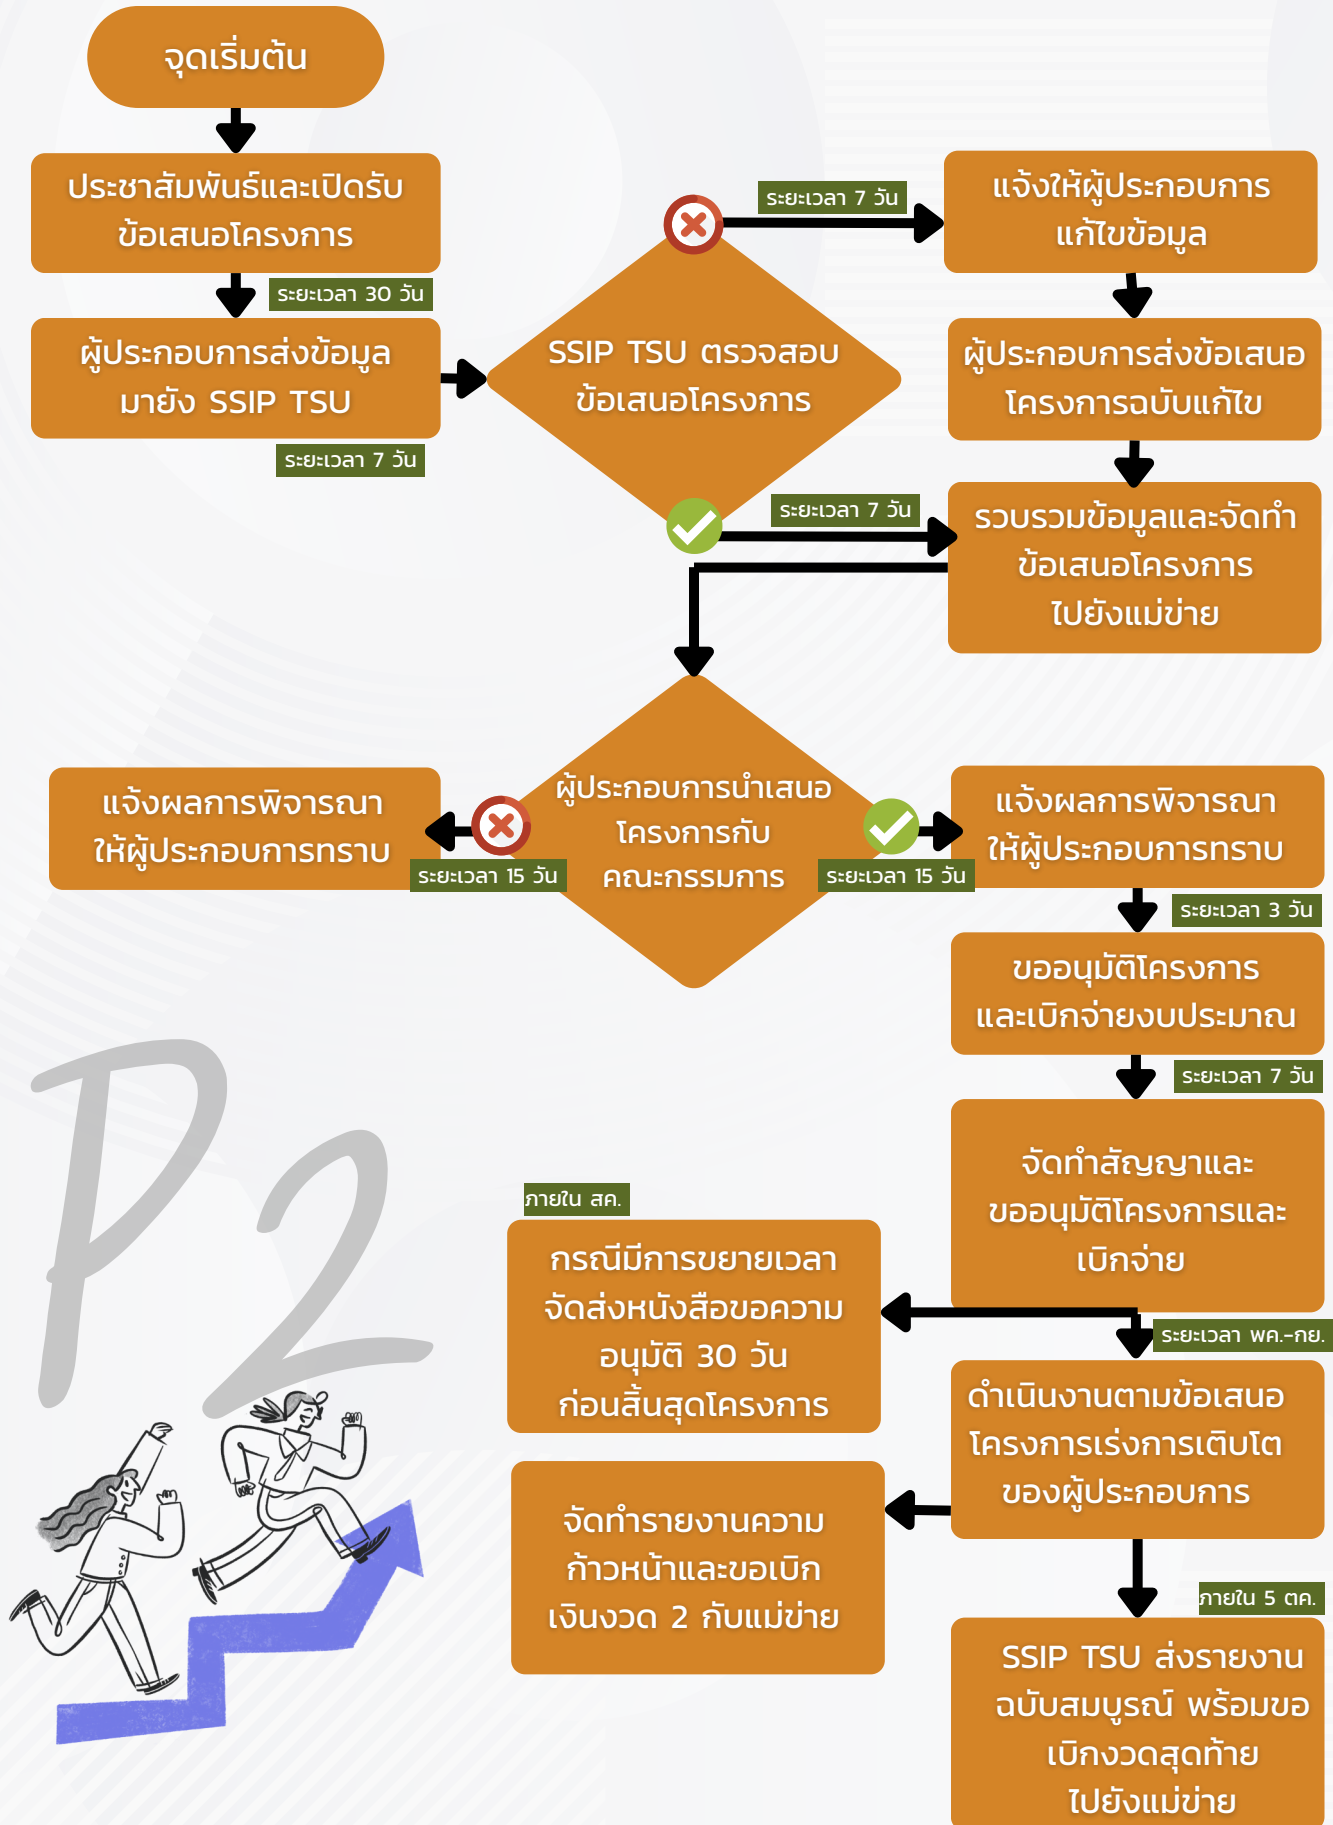 จุดเริ่มต้น
ประชาสัมพันธ์และเปิดรับ
ข้อเสนอโครงการ
ระยะเวลา 30 วัน
ผู้ประกอบการส่งข้อมูล
มายัง SSIP TSU
ระยะเวลา 7 วัน
SSIP TSU ตรวจสอบ
ข้อเสนอโครงการ
ระยะเวลา 7 วัน
แจ้งให้ผู้ประกอบการ
แก้ไขข้อมูล
ผู้ประกอบการส่งข้อเสนอ
โครงการฉบับแก้ไข
ระยะเวลา 7 วัน
รวบรวมข้อมูลและจัดทำ
ข้อเสนอโครงการ
ไปยังแม่ข่าย
ผู้ประกอบการนำเสนอ
โครงการกับ
คณะกรรมการ
แจ้งผลการพิจารณา
ให้ผู้ประกอบการทราบ
ระยะเวลา 15 วัน
ระยะเวลา 15 วัน
แจ้งผลการพิจารณา
ให้ผู้ประกอบการทราบ
ระยะเวลา 3 วัน
ขออนุมัติโครงการ
และเบิกจ่ายงบประมาณ
ระยะเวลา 7 วัน
จัดทำสัญญาและ
ขออนุมัติโครงการและ
เบิกจ่าย
ภายใน สค.
กรณีมีการขยายเวลา
จัดส่งหนังสือขอความ
อนุมัติ 30 วัน
ก่อนสิ้นสุดโครงการ
ระยะเวลา พค.-กย.
ดำเนินงานตามข้อเสนอ
โครงการเร่งการเติบโต
ของผู้ประกอบการ
จัดทำรายงานความ
ก้าวหน้าและขอเบิก
เงินงวด 2 กับแม่ข่าย
ภายใน 5 ตค.
SSIP TSU ส่งรายงาน
ฉบับสมบูรณ์ พร้อมขอ
เบิกงวดสุดท้าย
ไปยังแม่ข่าย
P2